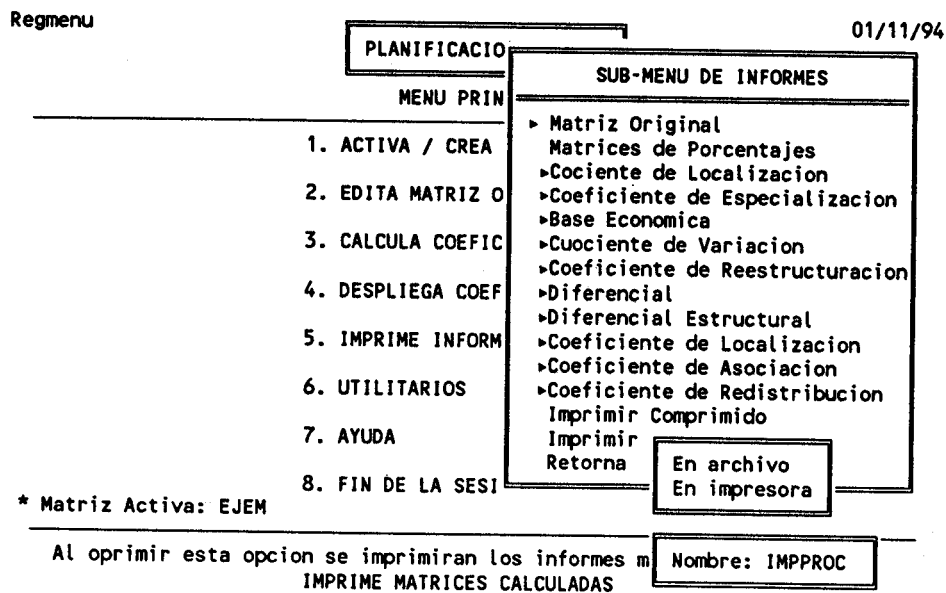 Regmenu
01/11/94
PLANIFICACIO
MENU PRIN
1. ACTIVA / CREA
2. EDITA MATRIZ O
3. CALCULA COEFIC
4. DESPLIEGA COEF
5. IMPRIME INFORM
6. UTILITARIOS
7. AYUDA
8. FIN DE LA SESI
SUB-MENU DE INFORMES
▸ Matriz Original
Matrices de Porcentajes
▸Cociente de Localizacion
▸Coeficiente de Especializacion
▸Base Economica
▸Cuociente de Variacion
▸Coeficiente de Reestructuracion
▸Diferencial
▸Diferencial Estructural
▸Coeficiente de Localizacion
▸Coeficiente de Asociacion
▸Coeficiente de Redistribucion
Imprimir Comprimido
Imprimir
Retorna
En archivo
En impresora
* Matriz Activa: EJEM
Al oprimir esta opcion se imprimiran los informes m
Nombre: IMPPROC
IMPRIME MATRICES CALCULADAS